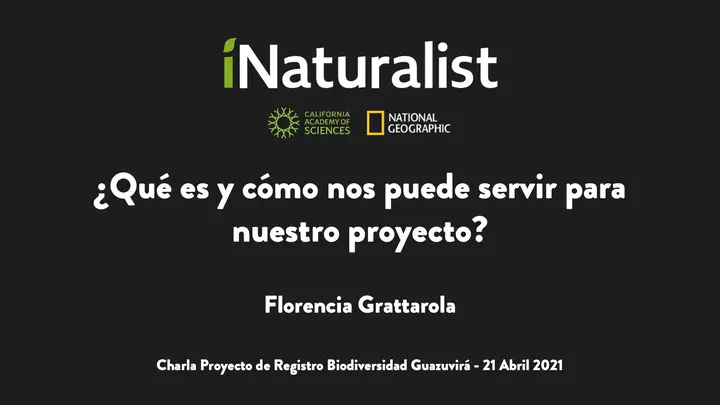 iNaturalist
CALIFORNIA
ACADEMY OF
SCIENCES
NATIONAL
GEOGRAPHIC
¿Qué es y cómo nos puede servir para
nuestro proyecto?
Florencia Grattarola
Charla Proyecto de Registro Biodiversidad Guazuvirá - 21 Abril 2021